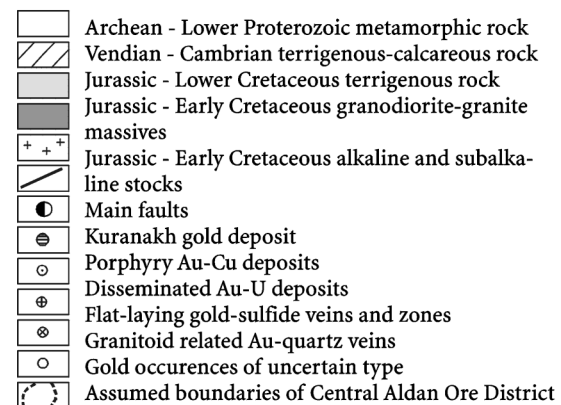 Archean - Lower Proterozoic metamorphic rock
Vendian - Cambrian terrigenous-calcareous rock
Jurassic - Lower Cretaceous terrigenous rock
Jurassic - Early Cretaceous granodiorite-granite
massives
Jurassic - Early Cretaceous alkaline and subalka-
line stocks
Main faults
Kuranakh gold deposit
Porphyry Au-Cu deposits
Disseminated Au-U deposits
Flat-laying gold-sulfide veins and zones
Granitoid related Au-quartz veins
Gold occurences of uncertain type
Assumed boundaries of Central Aldan Ore District